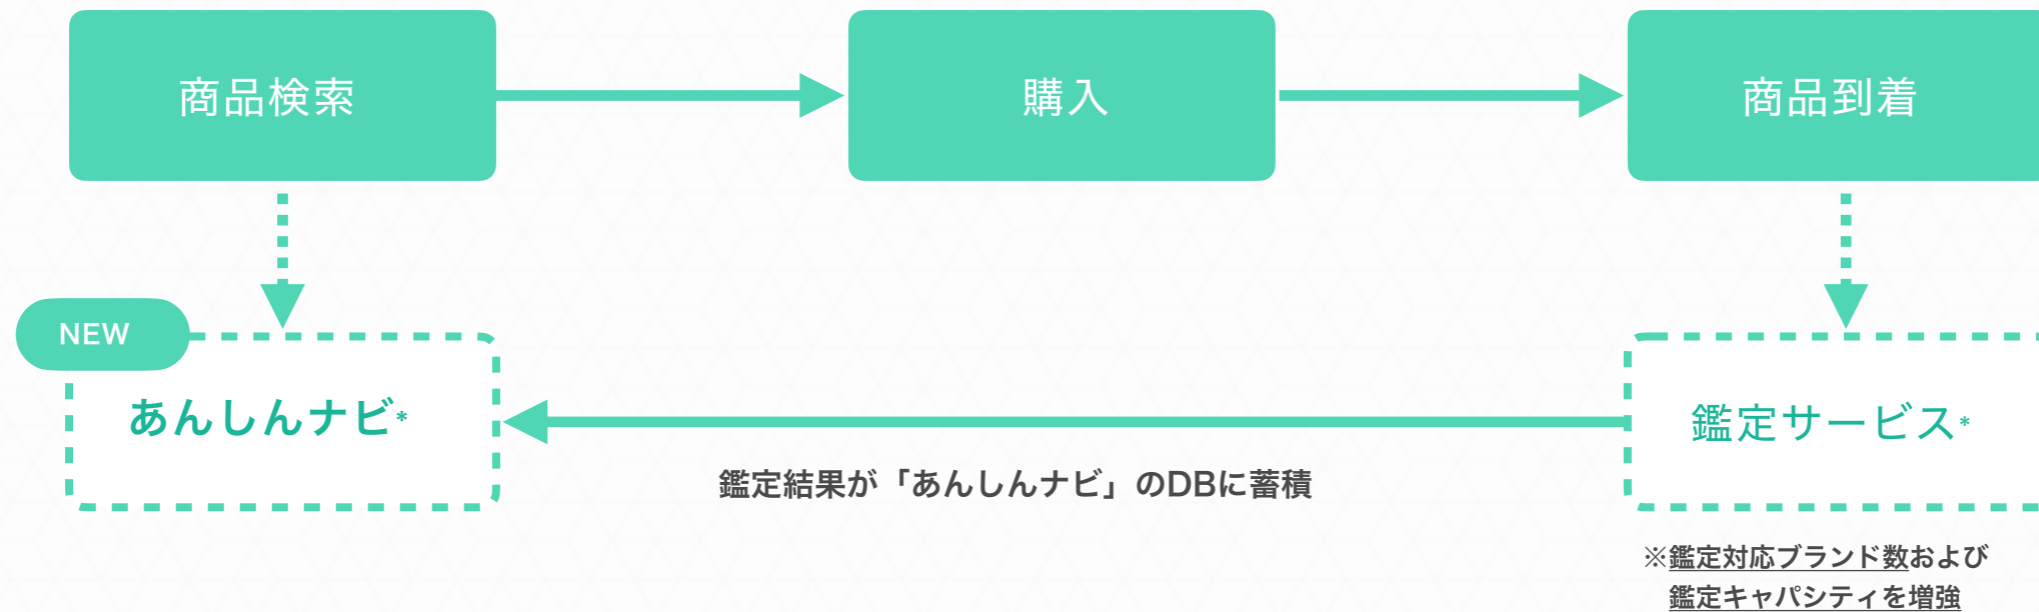 商品検索
購入
商品到着
NEW
あんしんナビ*
鑑定サービス*
鑑定結果が「あんしんナビ」のDBに蓄積
※鑑定対応ブランド数および
鑑定キャパシティを増強